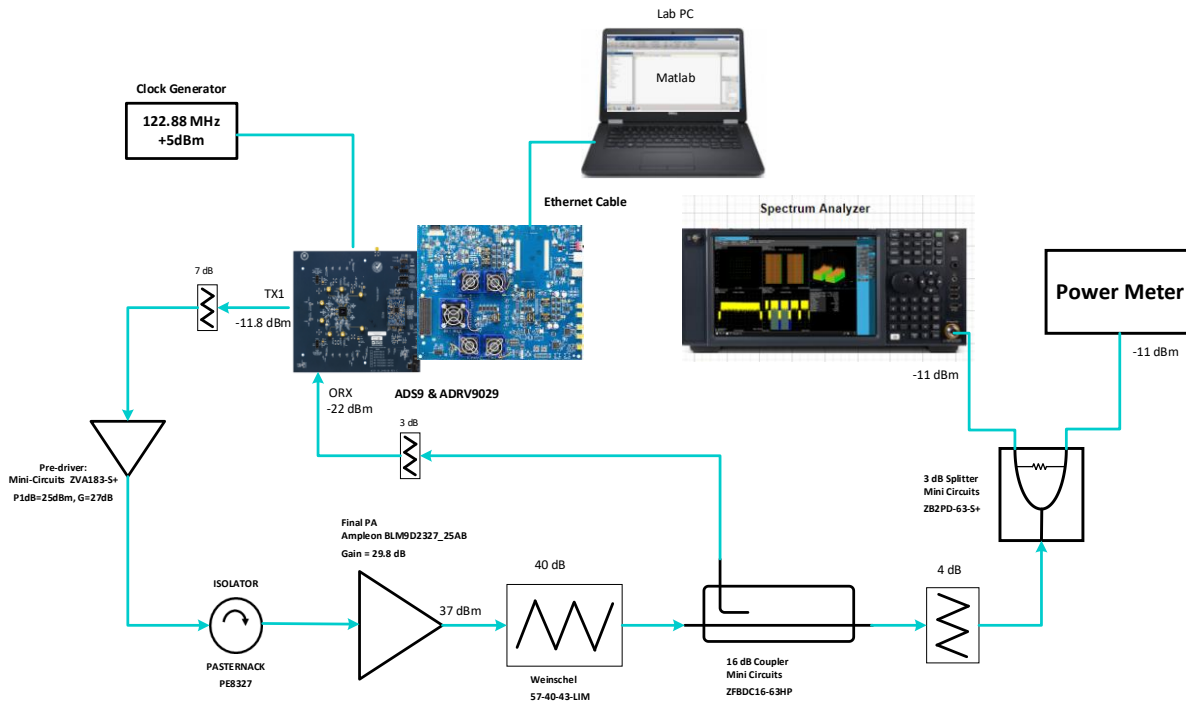 Lab PC
Matlab
Clock Generator
122.88 MHz
+5dBm
Ethernet Cable
Spectrum Analyzer
7 dB
TX1
-11.8 dBm
Power Meter
-11 dBm
-11 dBm
ORX
-22 dBm
ADS9 & ADRV9029
3 dB
Pre-driver:
Mini-Circuits ZVA183-S+
P1dB=25dBm, G=27dB
3 dB Splitter
Mini Circuits
ZB2PD-63-S+
Final PA
Ampleon BLM9D2327_25AB
Gain = 29.8 dB
40 dB
4 dB
ISOLATOR
37 dBm
PASTERNACK
PE8327
Weinschel
57-40-43-LIM
16 dB Coupler
Mini Circuits
ZFBDC16-63HP